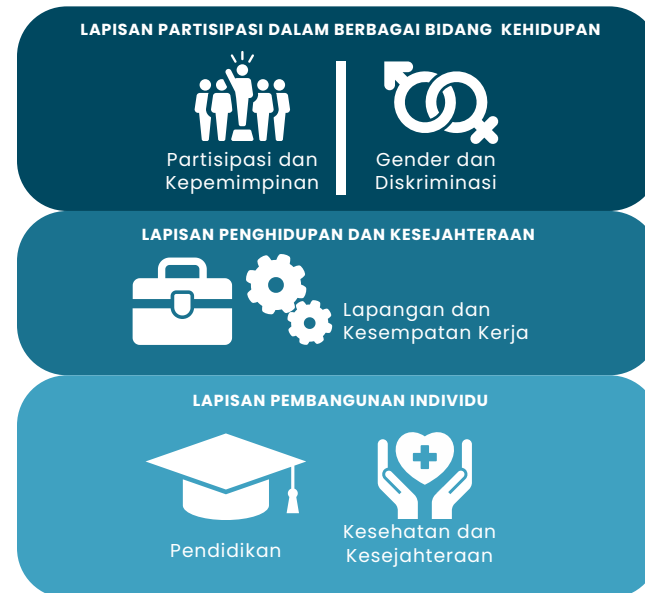 LAPISAN PARTISIPASI DALAM BERBAGAI BIDANG KEHIDUPAN
Partisipasi dan
Kepemimpinan
Gender dan
Diskriminasi
LAPISAN PENGHIDUPAN DAN KESEJAHTERAAN
Lapangan dan
Kesempatan Kerja
LAPISAN PEMBANGUNAN INDIVIDU
Pendidikan
Kesehatan dan
Kesejahteraan